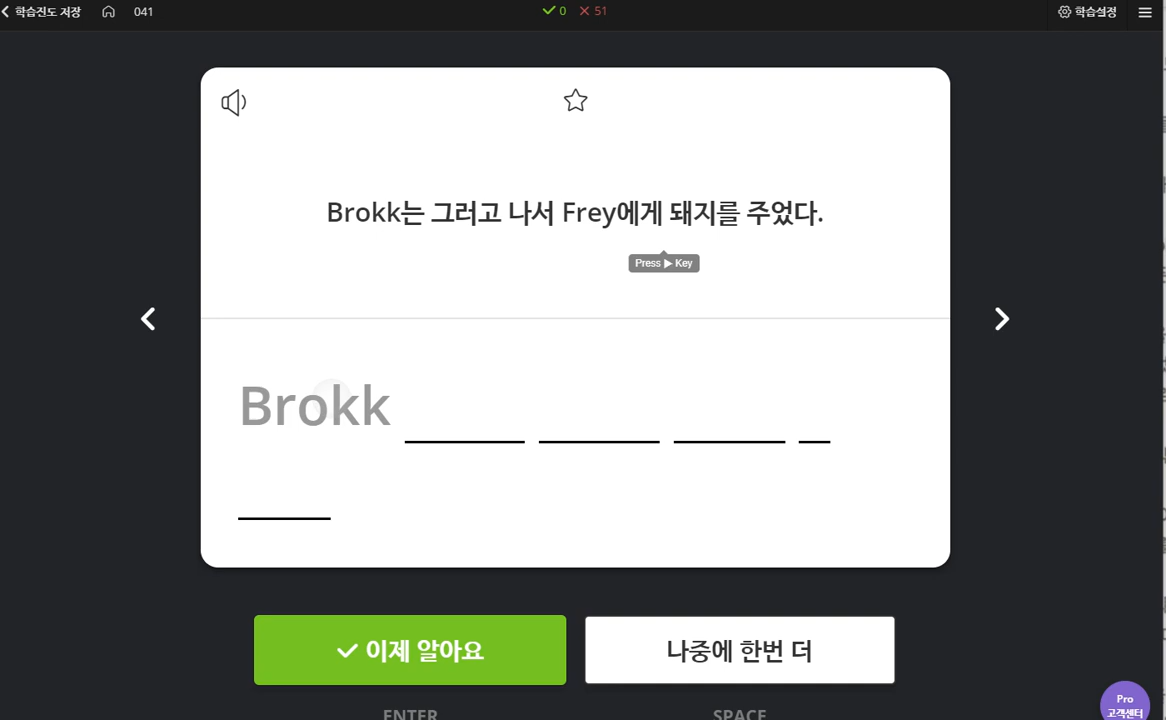 학습진도 저장 041 0 51 학습설정
Brokk는 그러고 나서 Frey에게 돼지를 주었다.
Press ▶ Key
Brokk
이제 알아요 나중에 한번 더
ENTER SPACE
Pro
고객센터